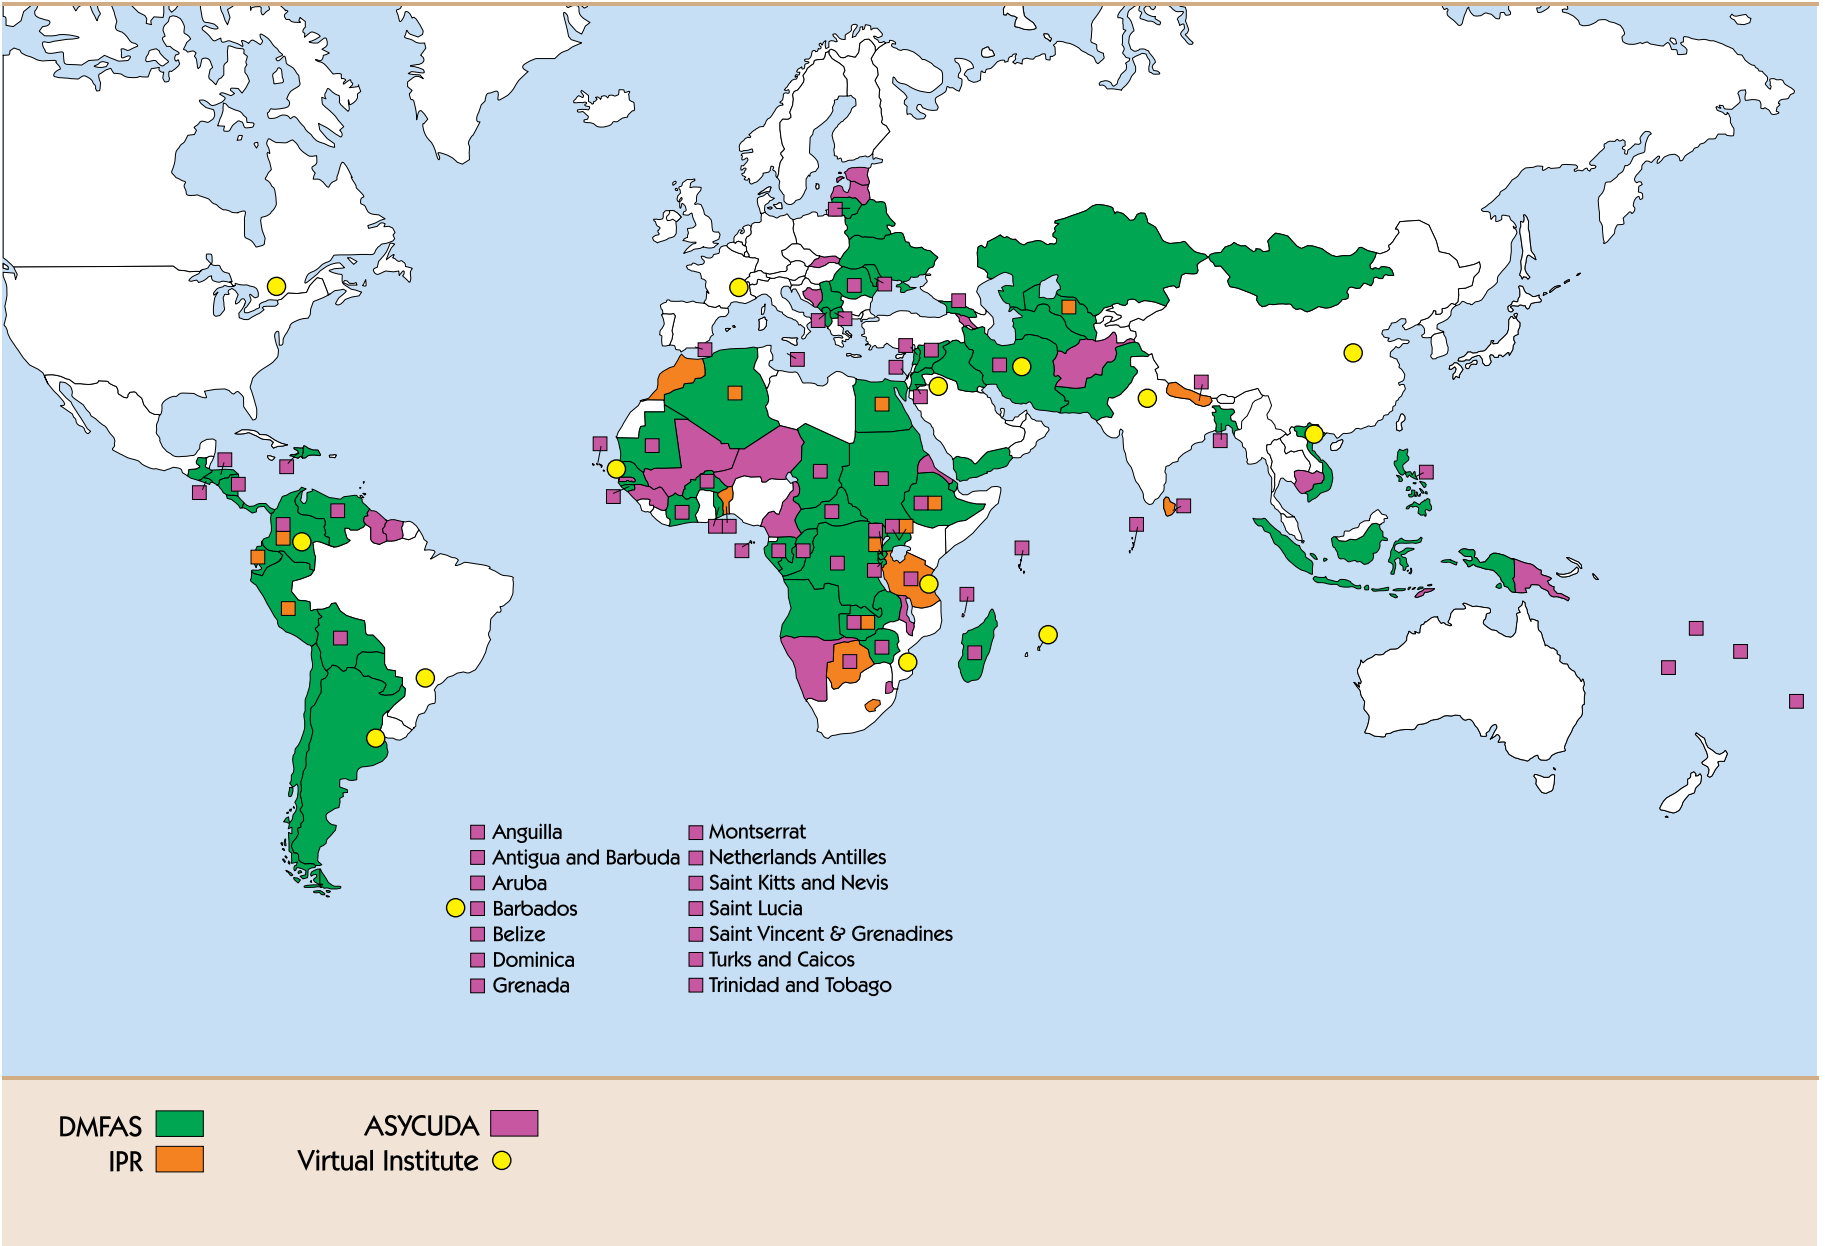 Anguilla
Antigua and Barbuda
Aruba
Barbados
Belize
Dominica
Grenada
Montserrat
Netherlands Antilles
Saint Kitts and Nevis
Saint Lucia
Saint Vincent & Grenadines
Turks and Caicos
Trinidad and Tobago
DMFAS
IPR
ASYCUDA
Virtual Institute